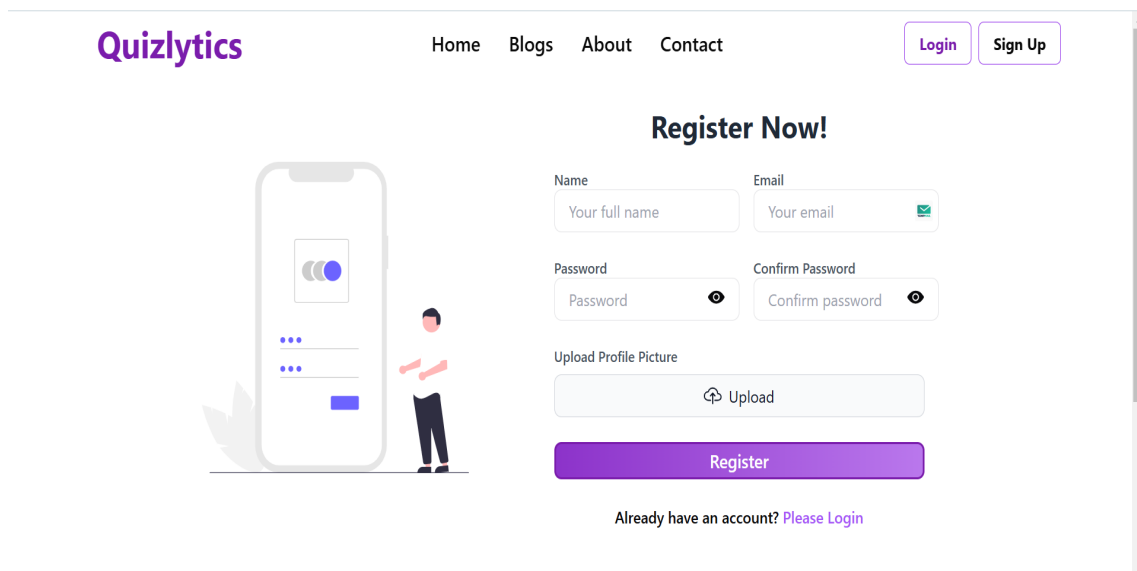 Quizlytics Home Blogs About Contact Login Sign Up
Register Now!
Name Email
Your full name Your email
Password Confirm Password
Password Confirm password
Upload Profile Picture
Upload
Register
Already have an account? Please Login